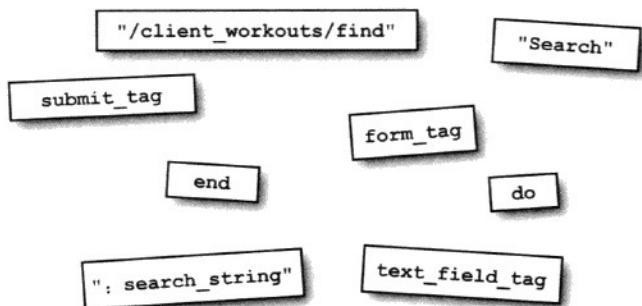 "/client_workouts/find"
"Search"
submit_tag
form_tag
end
do
": search_string"
text_field_tag